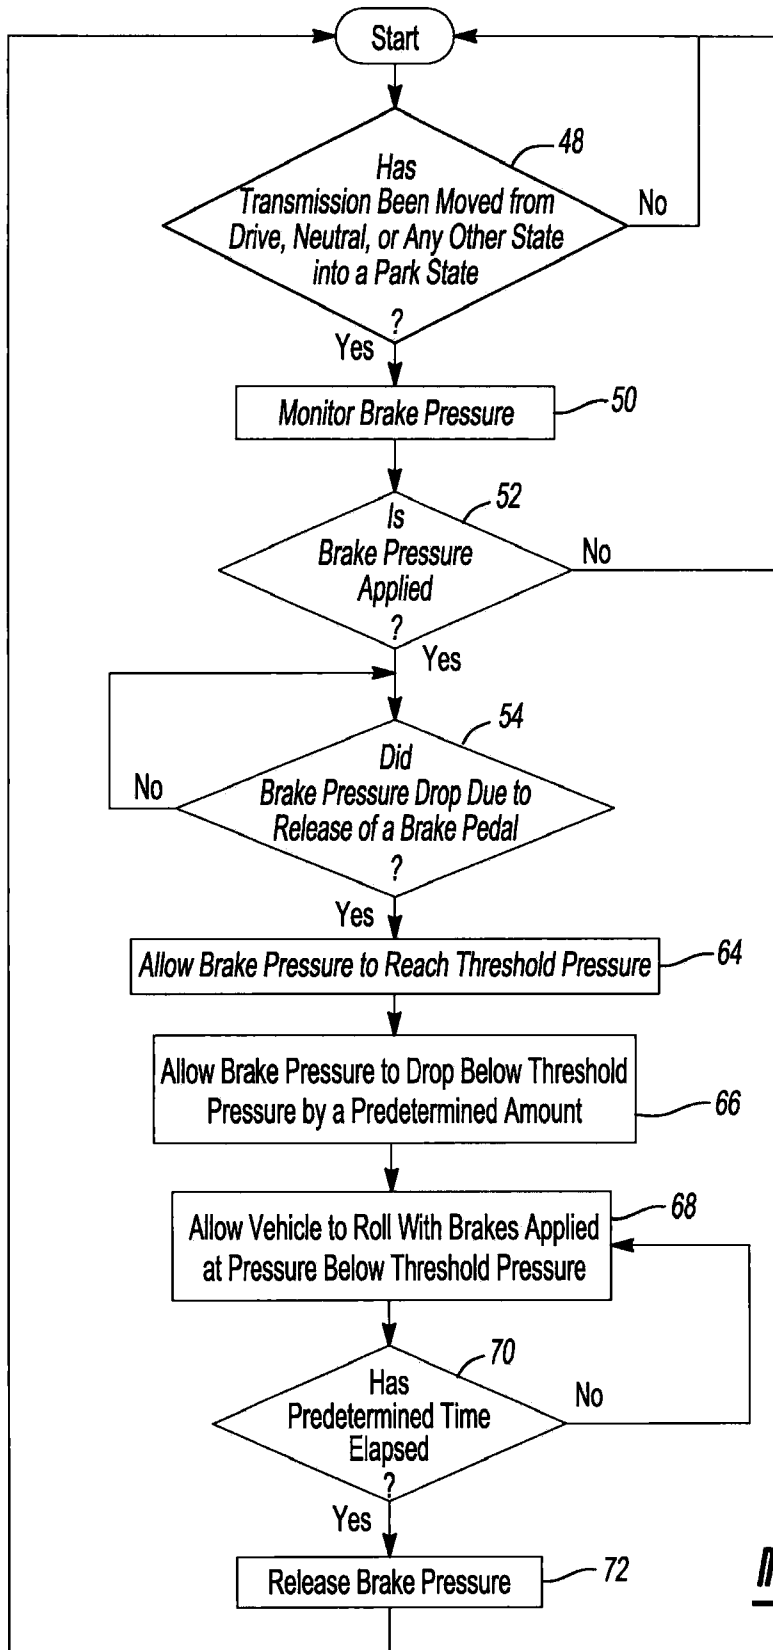 Start
48
Has
Transmission Been Moved from
Drive, Neutral, or Any Other State
into a Park State
?
No
Yes
Monitor Brake Pressure
50
52
Is
Brake Pressure
Applied
?
No
Yes
54
Did
Brake Pressure Drop Due to
Release of a Brake Pedal
?
No
Yes
Allow Brake Pressure to Reach Threshold Pressure
64
Allow Brake Pressure to Drop Below Threshold
Pressure by a Predetermined Amount
66
Allow Vehicle to Roll With Brakes Applied
at Pressure Below Threshold Pressure
68
70
Has
Predetermined Time
Elapsed
?
No
Yes
Release Brake Pressure
72